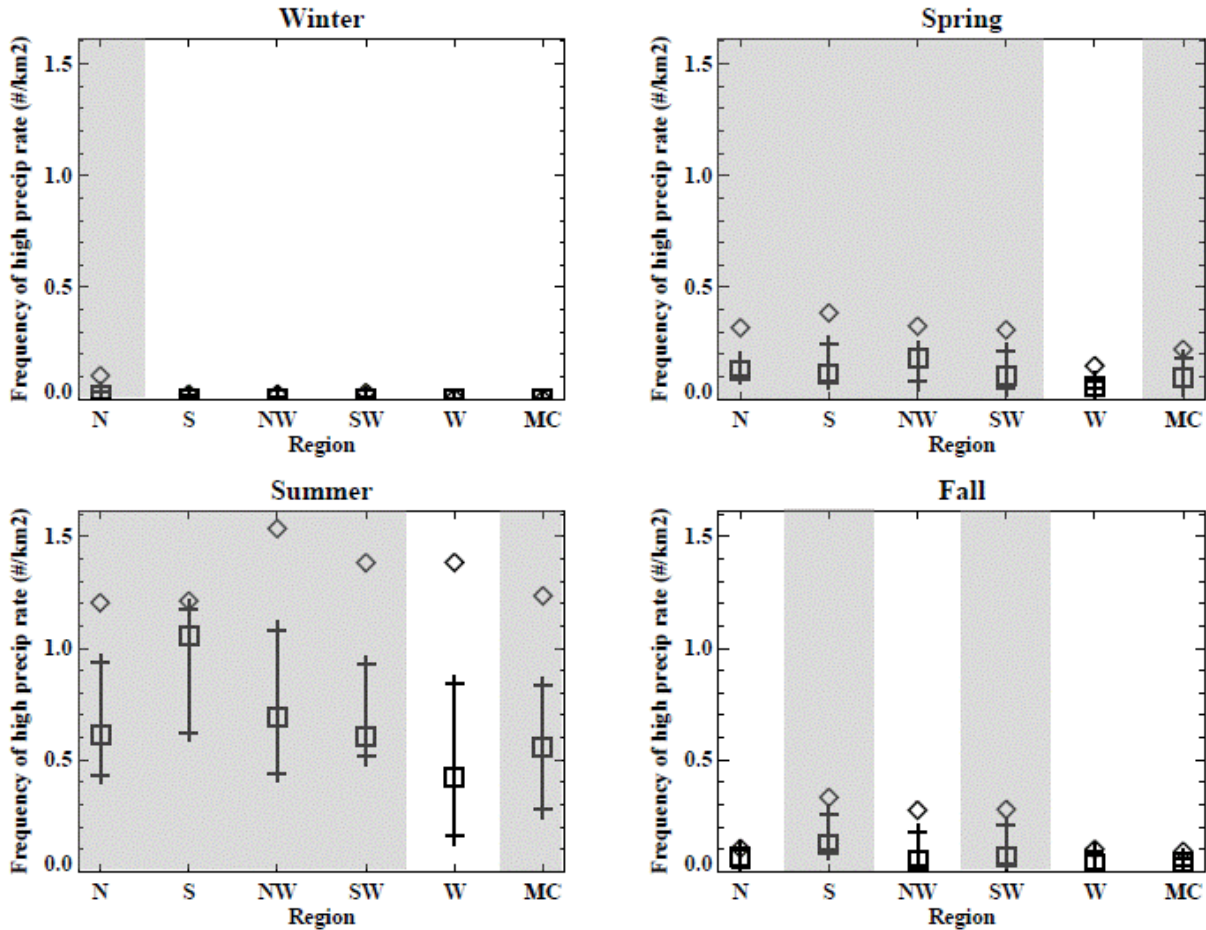 Winter
Frequency of high precip rate (#/km2)
1.5
1.0
0.5
0.0
N S NW SW W MC
Region
Spring
Frequency of high precip rate (#/km2)
1.5
1.0
0.5
0.0
N S NW SW W MC
Region
Summer
Frequency of high precip rate (#/km2)
1.5
1.0
0.5
0.0
N S NW SW W MC
Region
Fall
Frequency of high precip rate (#/km2)
1.5
1.0
0.5
0.0
N S NW SW W MC
Region